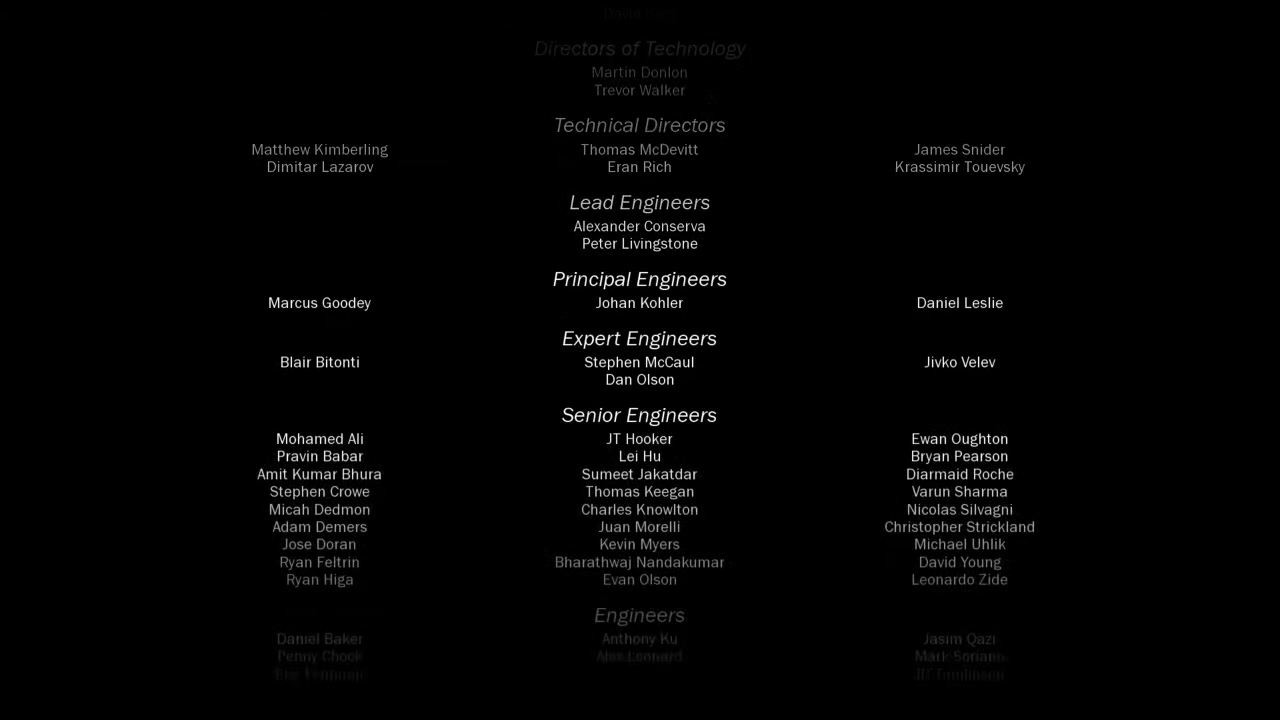 David
Directors of Technology
Martin Donlon
Trevor Walker
Technical Directors
Matthew Kimberling Thomas McDevitt James Snider
Dimitar Lazarov Eran Rich Krassimir Touevsky
Lead Engineers
Alexander Conserva
Peter Livingstone
Principal Engineers
Marcus Goodey Johan Kohler Daniel Leslie
Expert Engineers
Blair Bitonti Stephen McCaul Jivko Velev
Dan Olson
Senior Engineers
Mohamed Ali JT Hooker Ewan Oughton
Pravin Babar Lei Hu Bryan Pearson
Amit Kumar Bhura Sumeet Jakatdar Diarmaid Roche
Stephen Crowe Thomas Keegan Varun Sharma
Micah Dedmon Charles Knowlton Nicolas Silvagni
Adam Demers Juan Morelli Christopher Strickland
Jose Doran Kevin Myers Michael Uhlik
Ryan Feltrin Bharathwaj Nandakumar David Young
Ryan Higa Evan Olson Leonardo Zide
Engineers
Daniel Baker Anthony Ku Jasim Qazi
Penny Chock Alex Leonard Mark Soriano